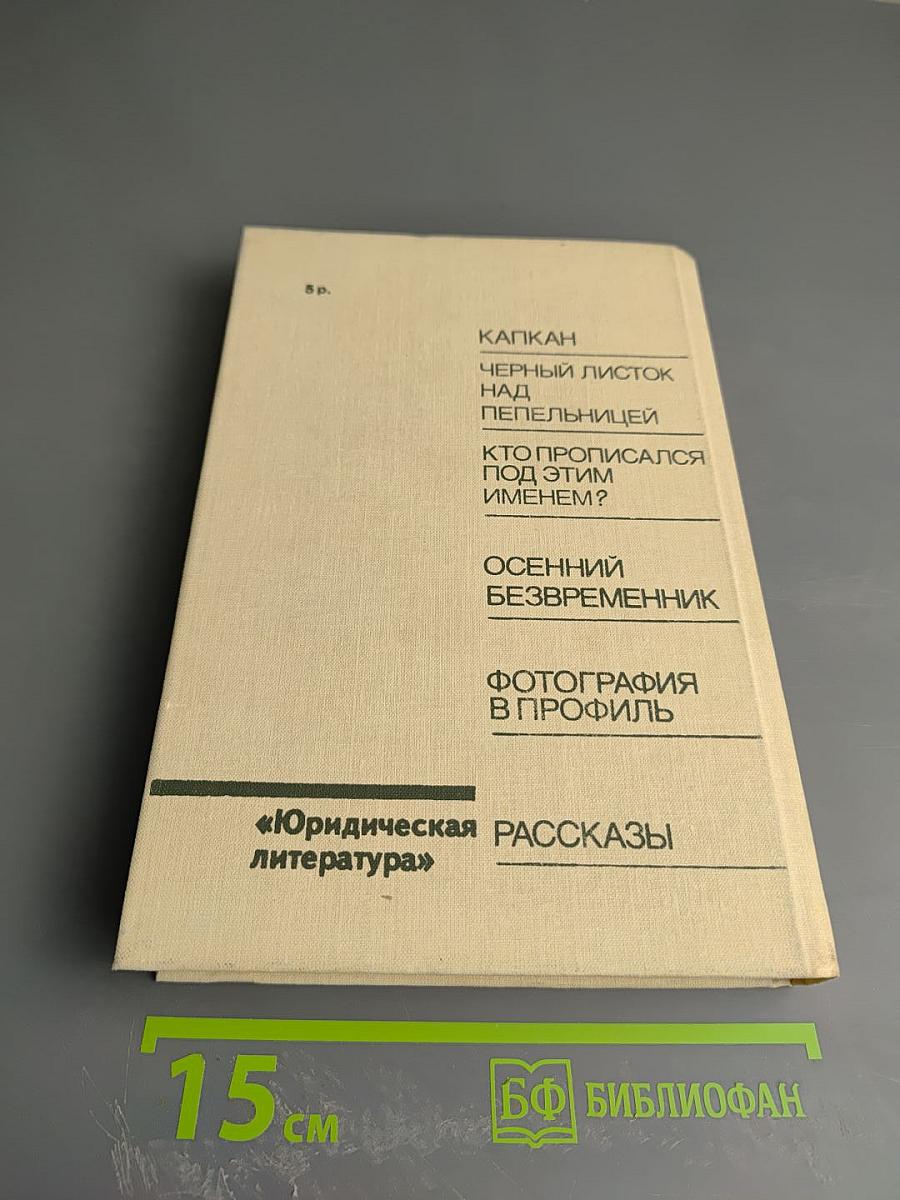 5 р.
КАПКАН
ЧЕРНЫЙ ЛИСТОК
НАД
ПЕПЕЛЬНИЦЕЙ
КТО ПРОПИСАЛСЯ
ПОД ЭТИМ
ИМЕНЕМ?
ОСЕННИЙ
БЕЗВРЕМЕННИК
ФОТОГРАФИЯ
В ПРОФИЛЬ
РАССКАЗЫ
«Юридическая
литература»
15 см
БФ БИБЛИОФАН